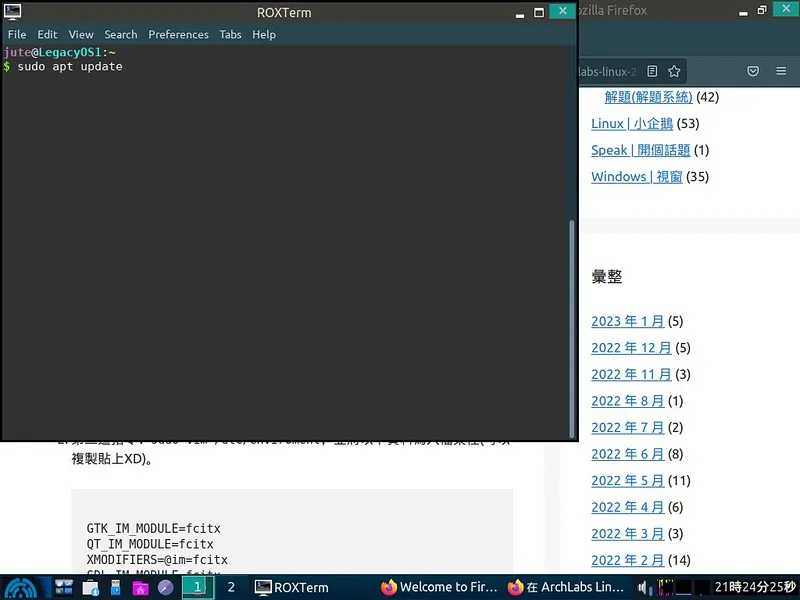 ROXTerm
File Edit View Search Preferences Tabs Help
jute@LegacyOS1:~
$ sudo apt update
zilla Firefox
labs-linux-2
解題(解題系統) (42)
Linux | 小企鵝 (53)
Speak | 開個話題 (1)
Windows | 視窗 (35)
彙整
2023 年 1 月 (5)
2022 年 12 月 (5)
2022 年 11 月 (3)
2022 年 8 月 (1)
2022 年 7 月 (2)
2022 年 6 月 (8)
2022 年 5 月 (11)
2022 年 4 月 (6)
2022 年 3 月 (3)
2022 年 2 月 (14)
複製貼上XD)。
GTK_IM_MODULE=fcitx
QT_IM_MODULE=fcitx
XMODIFIERS=@im=fcitx
1 2 ROXTerm Welcome to Fir... 在 ArchLabs Lin... 21時24分25秒